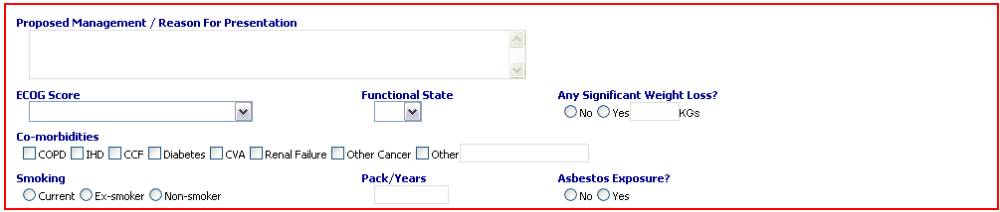 Proposed Management / Reason For Presentation
ECOG Score Functional State Any Significant Weight Loss?
No Yes KGs
Co-morbidities
COPD IHD CCF Diabetes CVA Renal Failure Other Cancer Other
Smoking Pack/Years Asbestos Exposure?
Current Ex-smoker Non-smoker No Yes